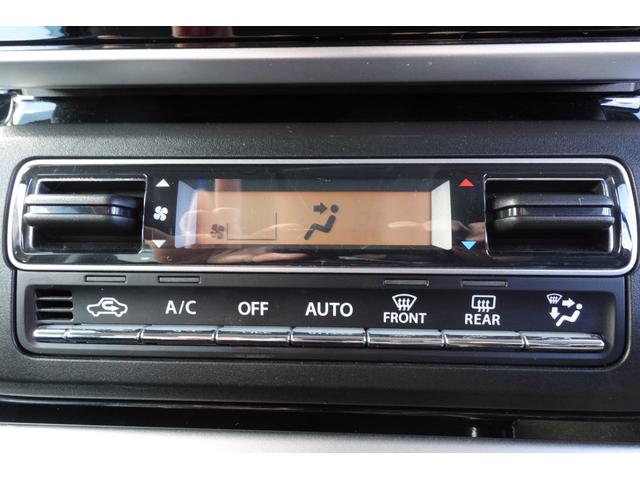 A/C OFF AUTO FRONT REAR